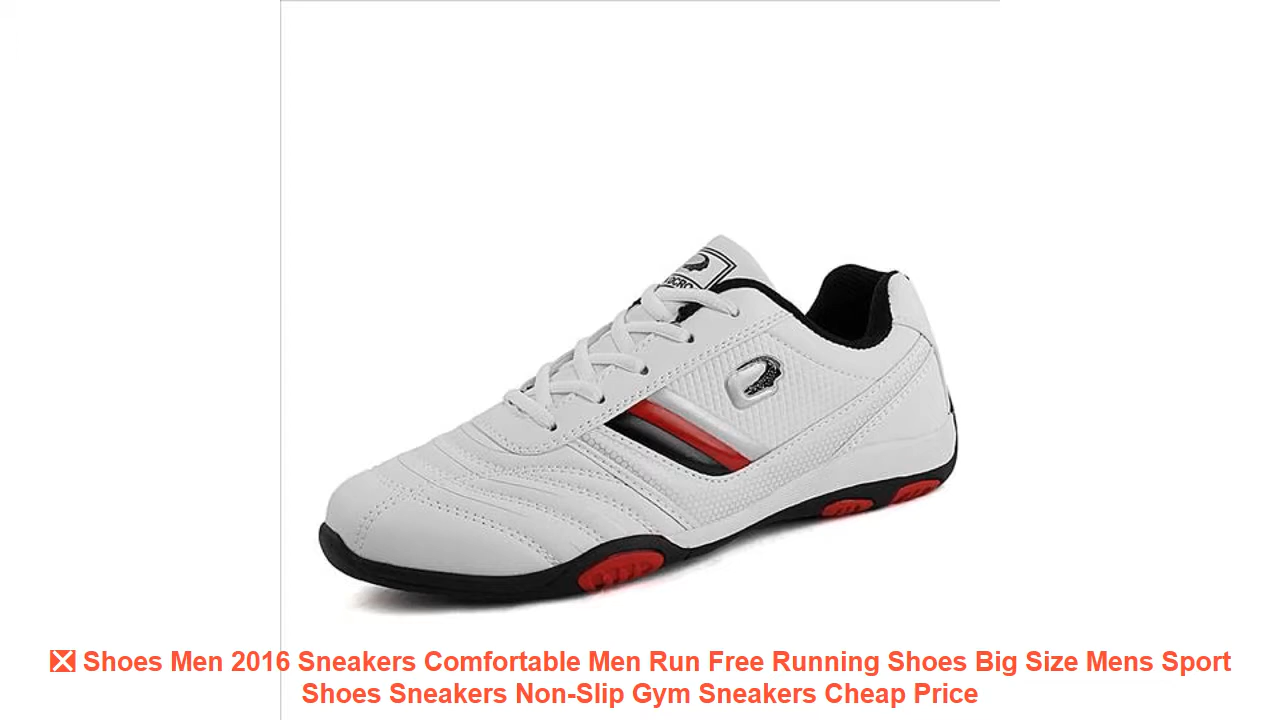 ❎ Shoes Men 2016 Sneakers Comfortable Men Run Free Running Shoes Big Size Mens Sport
Shoes Sneakers Non-Slip Gym Sneakers Cheap Price